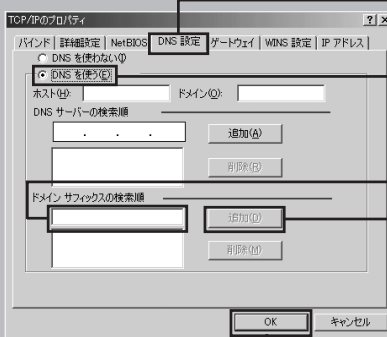 TCP/IPのプロパティ
バインド 詳細設定 NetBIOS DNS 設定 ゲートウェイ WINS 設定 IP アドレス
DNS を使わない(I)
DNS を使う(E)
ホスト(H): ドメイン(O):
DNS サーバーの検索順
追加(A)
削除(R)
ドメイン サフィックスの検索順
追加(D)
削除(M)
OK キャンセル